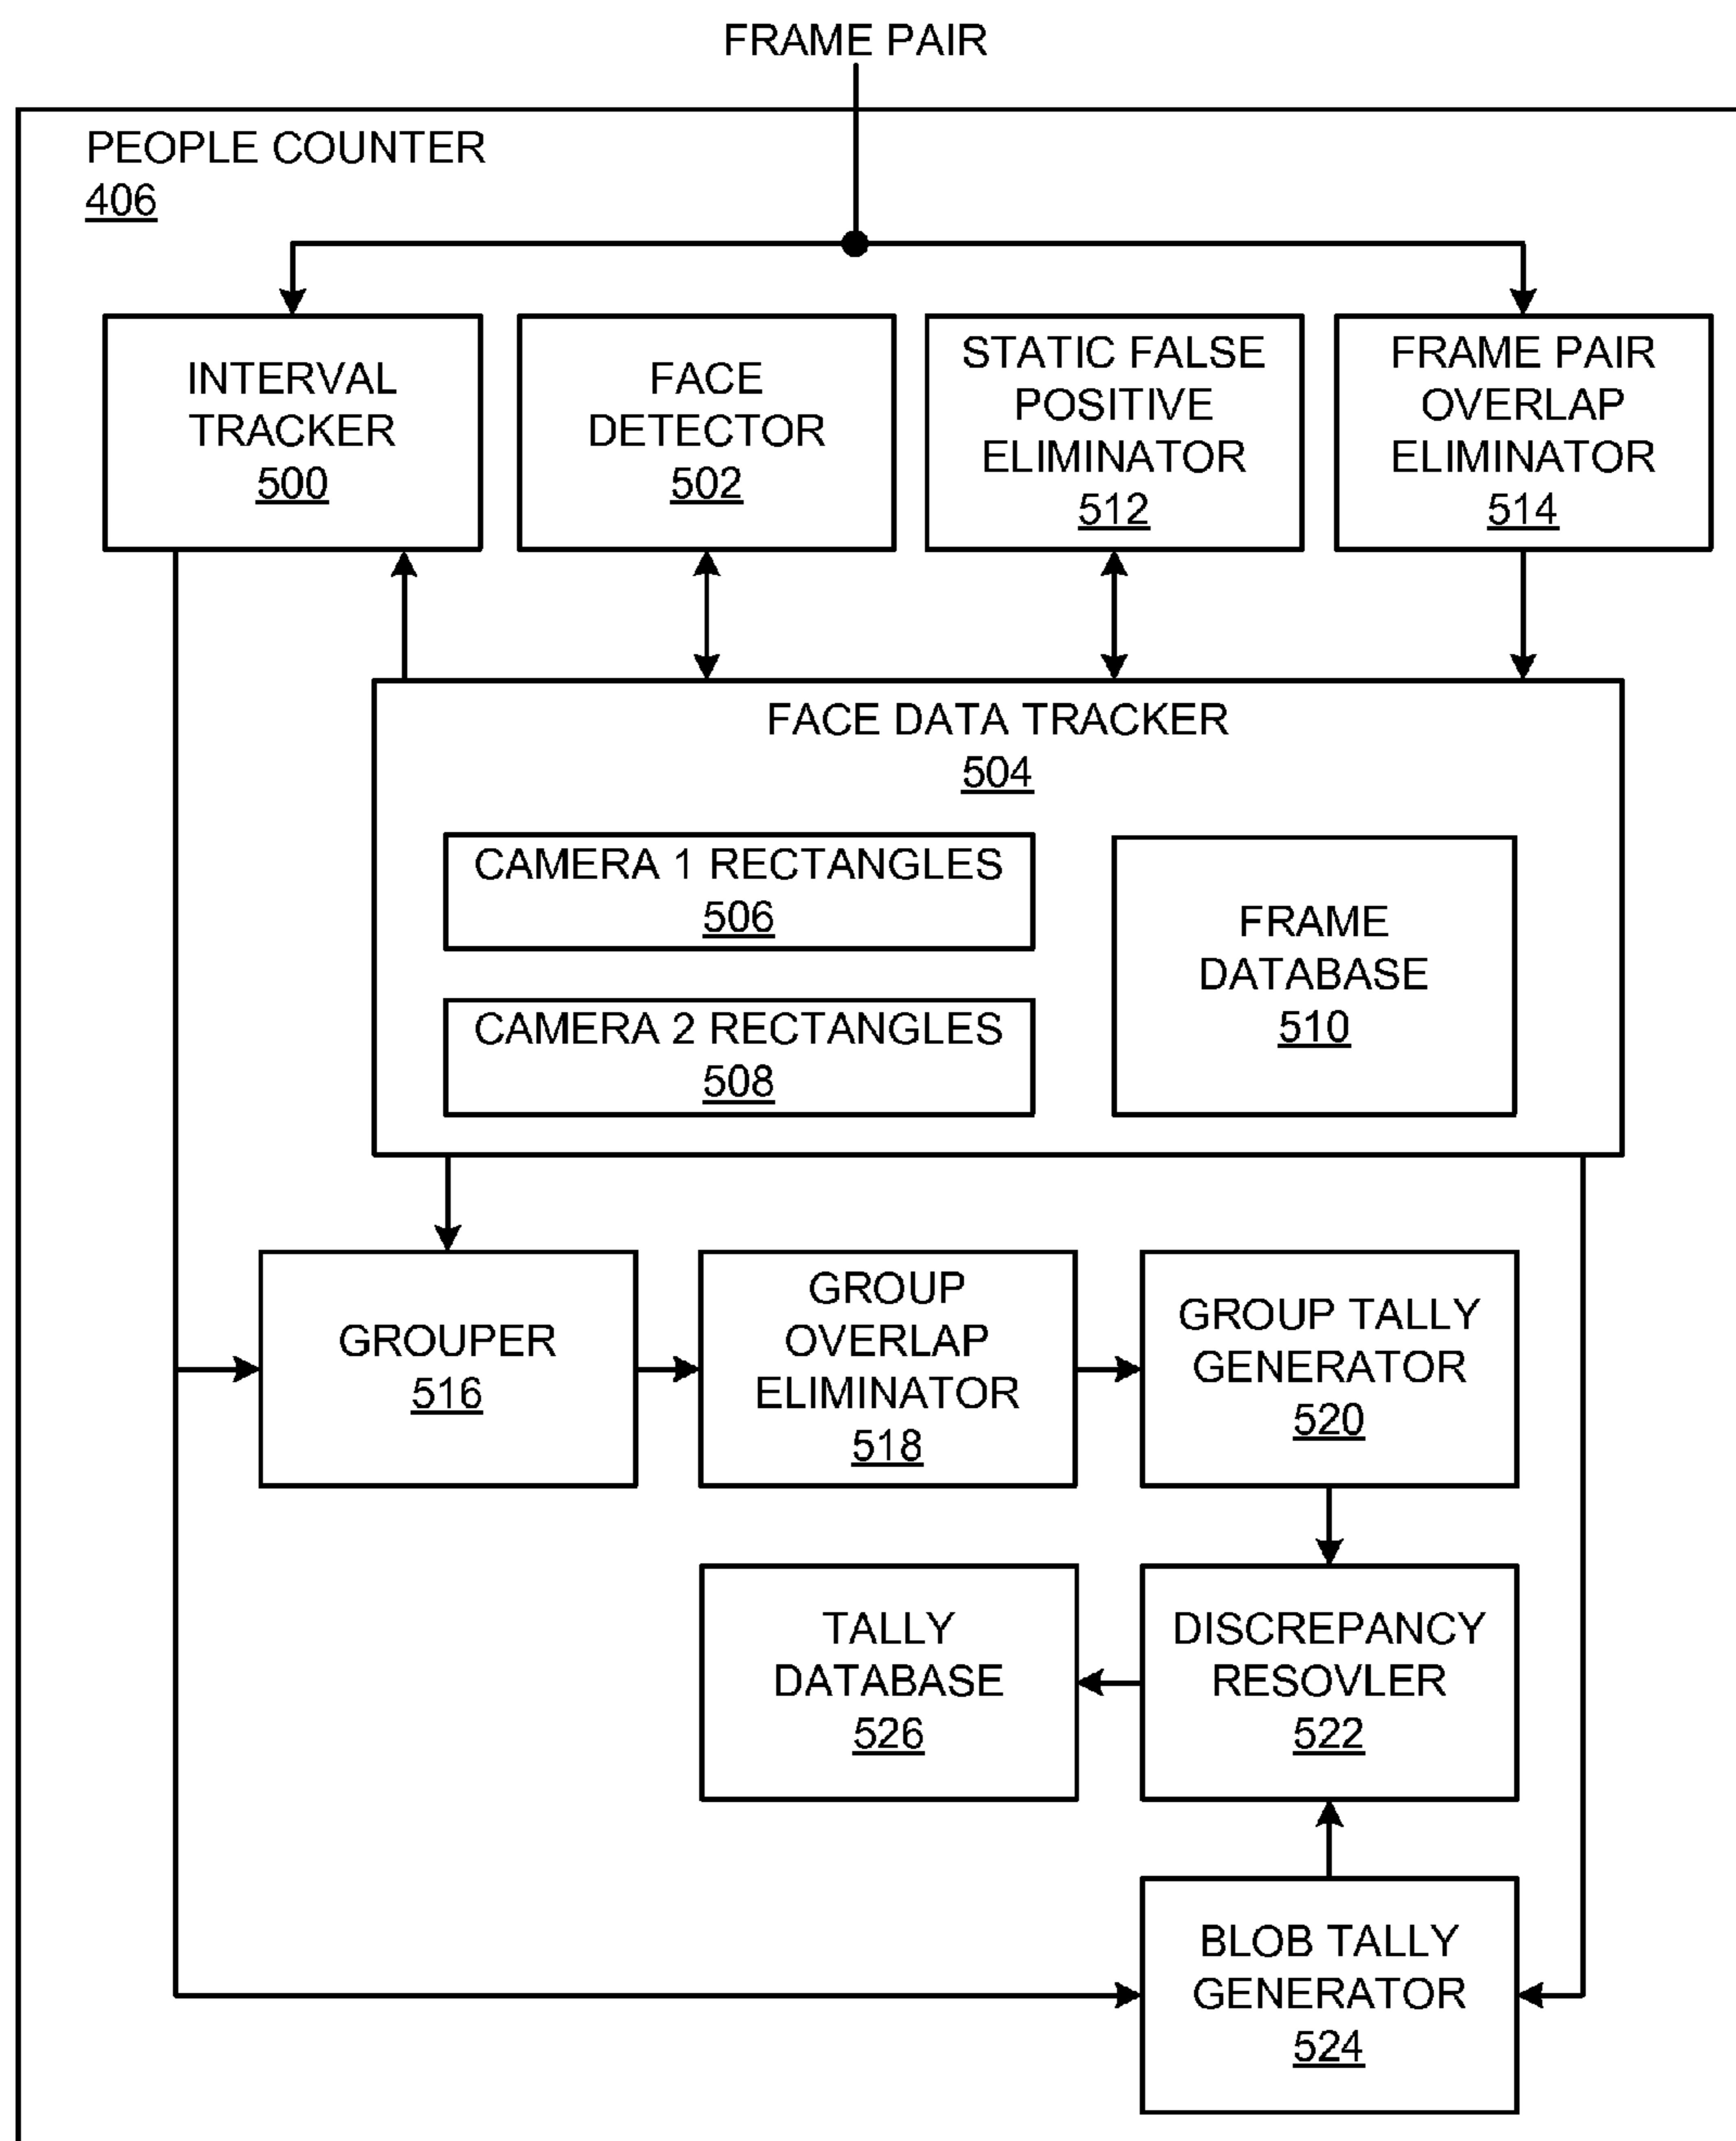 FRAME PAIR
PEOPLE COUNTER
406
INTERVAL
TRACKER
500
FACE
DETECTOR
502
STATIC FALSE
POSITIVE
ELIMINATOR
512
FRAME PAIR
OVERLAP
ELIMINATOR
514
FACE DATA TRACKER
504
CAMERA 1 RECTANGLES
506
CAMERA 2 RECTANGLES
508
FRAME
DATABASE
510
GROUPER
516
GROUP
OVERLAP
ELIMINATOR
518
GROUP TALLY
GENERATOR
520
TALLY
DATABASE
526
DISCREPANCY
RESOVLER
522
BLOB TALLY
GENERATOR
524